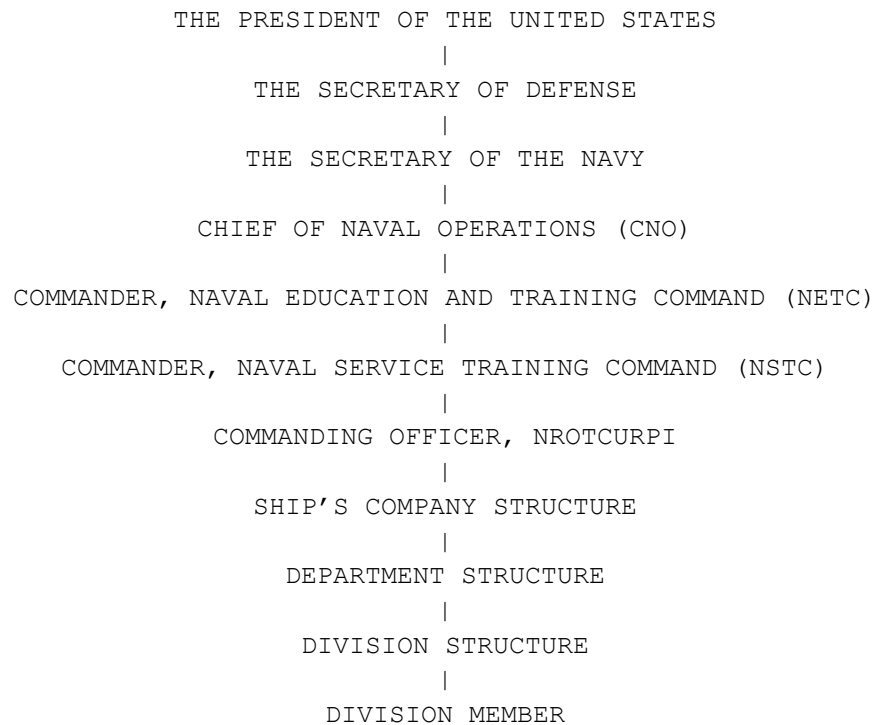 THE PRESIDENT OF THE UNITED STATES
|
THE SECRETARY OF DEFENSE
|
THE SECRETARY OF THE NAVY
|
CHIEF OF NAVAL OPERATIONS (CNO)
|
COMMANDER, NAVAL EDUCATION AND TRAINING COMMAND (NETC)
|
COMMANDER, NAVAL SERVICE TRAINING COMMAND (NSTC)
|
COMMANDING OFFICER, NROTCURPI
|
SHIP’S COMPANY STRUCTURE
|
DEPARTMENT STRUCTURE
|
DIVISION STRUCTURE
|
DIVISION MEMBER